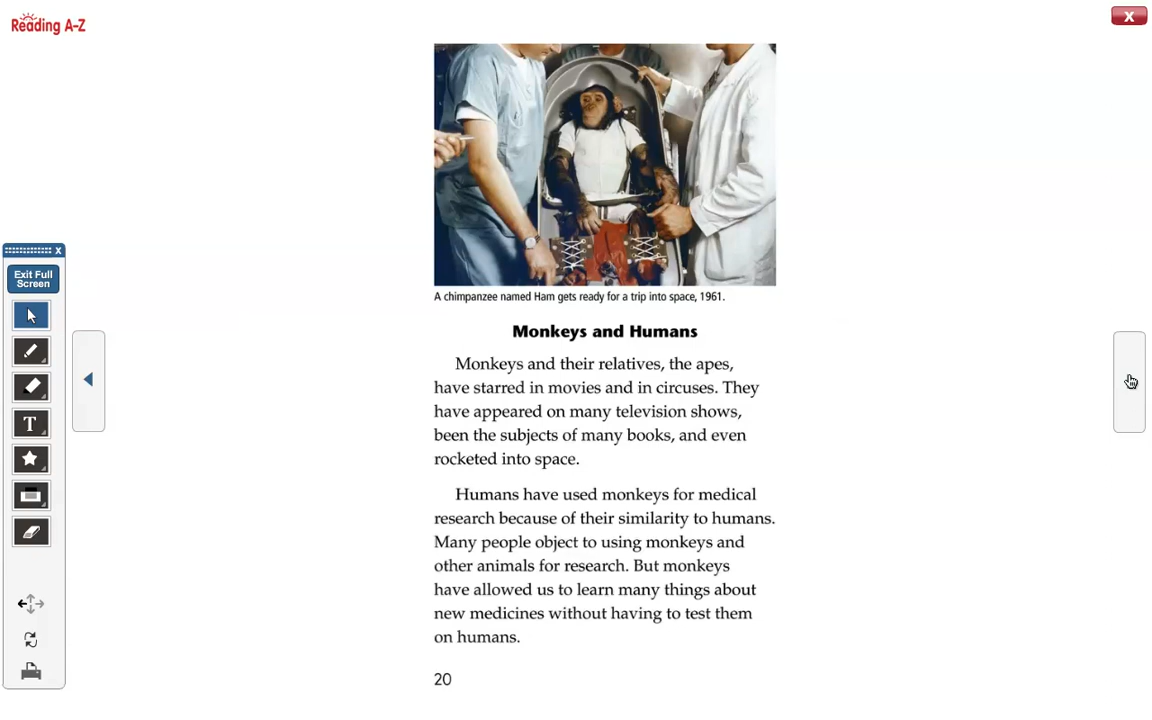 Reading A-Z
X
A chimpanzee named Ham gets ready for a trip into space, 1961.
x
Exit Full
Screen
T
Monkeys and Humans
Monkeys and their relatives, the apes,
have starred in movies and in circuses. They
have appeared on many television shows,
been the subjects of many books, and even
rocketed into space.
Humans have used monkeys for medical
research because of their similarity to humans.
Many people object to using monkeys and
other animals for research. But monkeys
have allowed us to learn many things about
new medicines without having to test them
on humans.
20